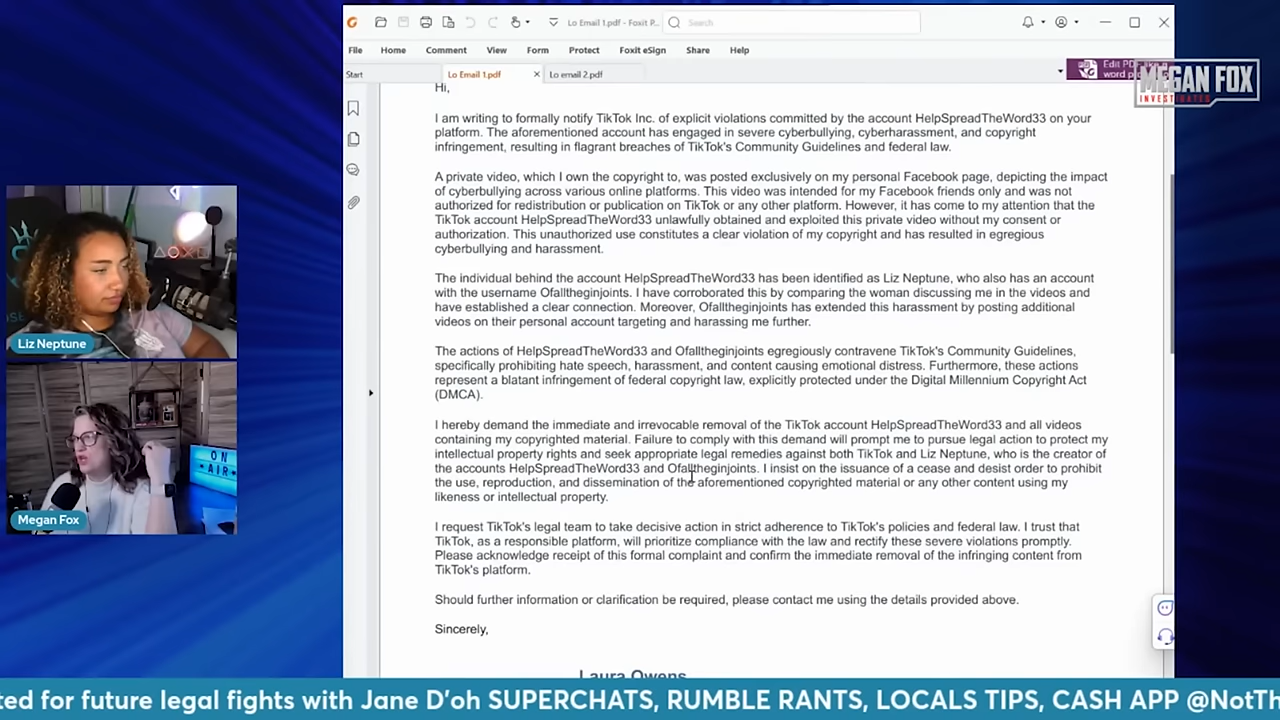 Lo Email 1.pdf - Foxit P...
Search
File Home Comment View Form Protect Foxit eSign Share Help
Start
Lo Email 1.pdf
Lo email 2.pdf
Edit PDF like a
word pr
MEGAN FOX
INVESTIGATES
Hi,
I am writing to formally notify TikTok Inc. of explicit violations committed by the account HelpSpreadTheWord33 on your
platform. The aforementioned account has engaged in severe cyberbullying, cyberharassment, and copyright
infringement, resulting in flagrant breaches of TikTok's Community Guidelines and federal law.
A private video, which I own the copyright to, was posted exclusively on my personal Facebook page, depicting the impact
of cyberbullying across various online platforms. This video was intended for my Facebook friends only and was not
authorized for redistribution or publication on TikTok or any other platform. However, it has come to my attention that the
TikTok account HelpSpreadTheWord33 unlawfully obtained and exploited this private video without my consent or
authorization. This unauthorized use constitutes a clear violation of my copyright and has resulted in egregious
cyberbullying and harassment.
The individual behind the account HelpSpreadTheWord33 has been identified as Liz Neptune, who also has an account
with the username Ofalltheginjoints. I have corroborated this by comparing the woman discussing me in the videos and
have established a clear connection. Moreover, Ofalltheginjoints has extended this harassment by posting additional
videos on their personal account targeting and harassing me further.
The actions of HelpSpreadTheWord33 and Ofalltheginjoints egregiously contravene TikTok's Community Guidelines,
specifically prohibiting hate speech, harassment, and content causing emotional distress. Furthermore, these actions
represent a blatant infringement of federal copyright law, explicitly protected under the Digital Millennium Copyright Act
(DMCA).
I hereby demand the immediate and irrevocable removal of the TikTok account HelpSpreadTheWord33 and all videos
containing my copyrighted material. Failure to comply with this demand will prompt me to pursue legal action to protect my
intellectual property rights and seek appropriate legal remedies against both TikTok and Liz Neptune, who is the creator of
the accounts HelpSpreadTheWord33 and Ofalltheginjoints. I insist on the issuance of a cease and desist order to prohibit
the use, reproduction, and dissemination of the aforementioned copyrighted material or any other content using my
likeness or intellectual property.
I request TikTok's legal team to take decisive action in strict adherence to TikTok's policies and federal law. I trust that
TikTok, as a responsible platform, will prioritize compliance with the law and rectify these severe violations promptly.
Please acknowledge receipt of this formal complaint and confirm the immediate removal of the infringing content from
TikTok's platform.
Should further information or clarification be required, please contact me using the details provided above.
Sincerely,
Laura Owens
Liz Neptune
ON
AIR
Megan Fox
ted for future legal fights with Jane D'oh SUPERCHATS, RUMBLE RANTS, LOCALS TIPS, CASH APP @NotTh